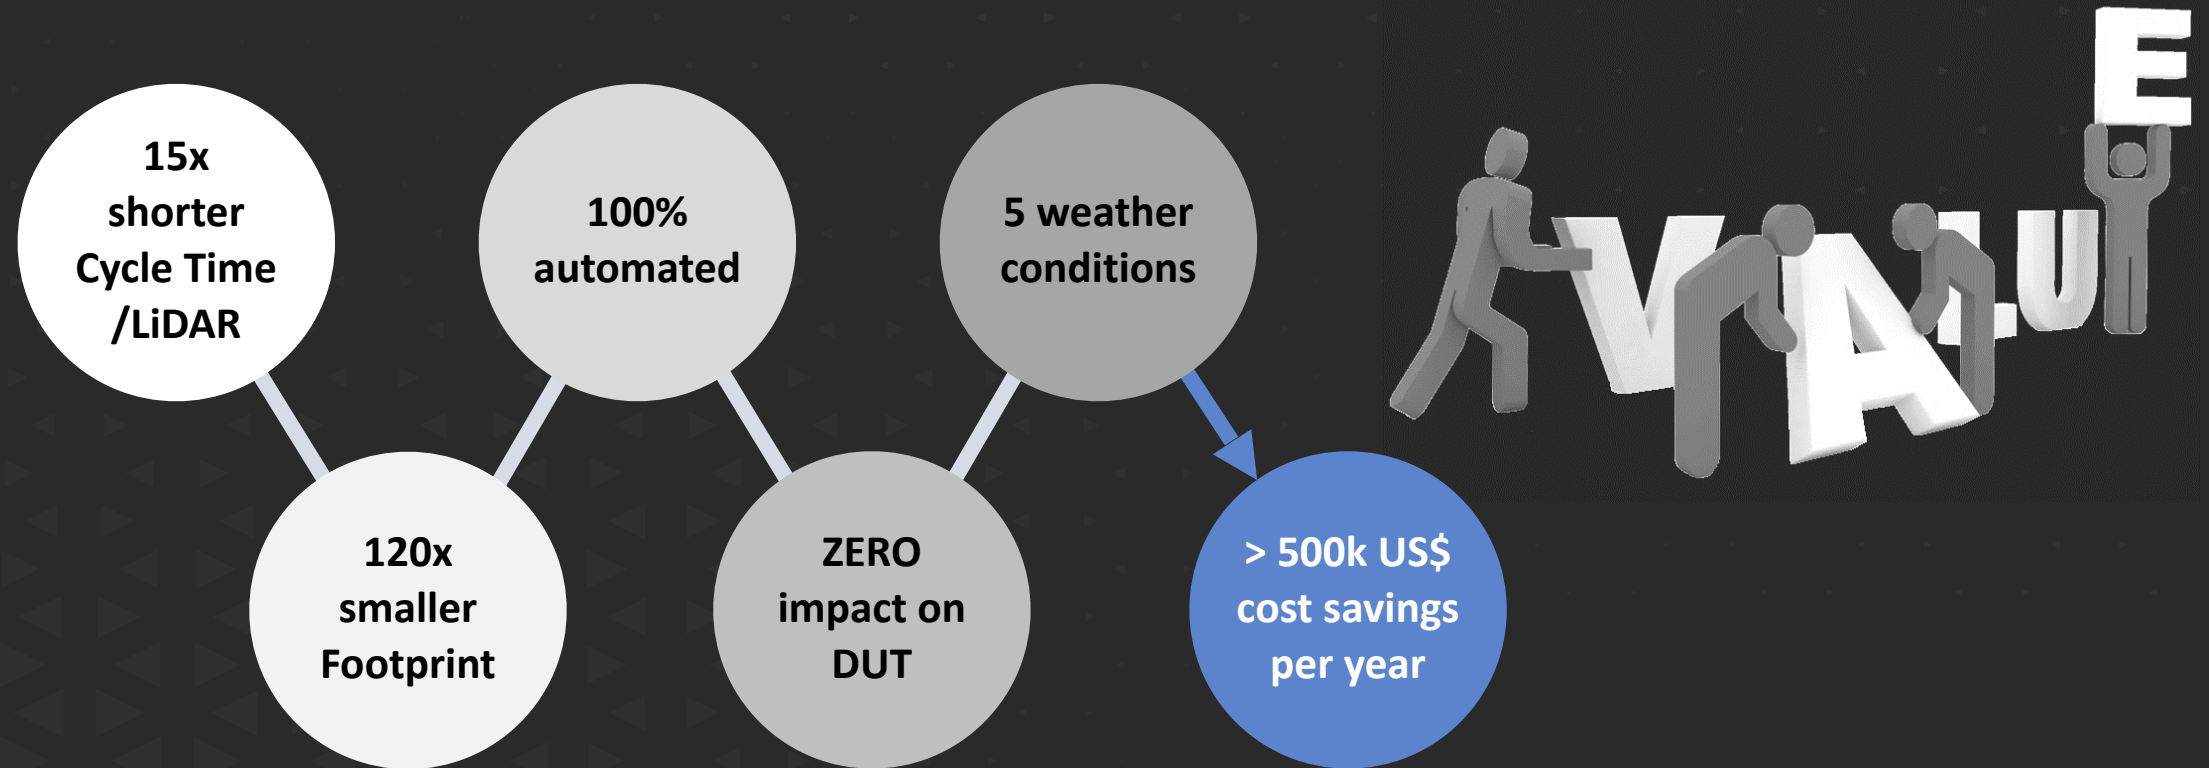 15x
shorter
Cycle Time
/LiDAR
120x
smaller
Footprint
100%
automated
ZERO
impact on
DUT
5 weather
conditions
> 500k US$
cost savings
per year
VALUE